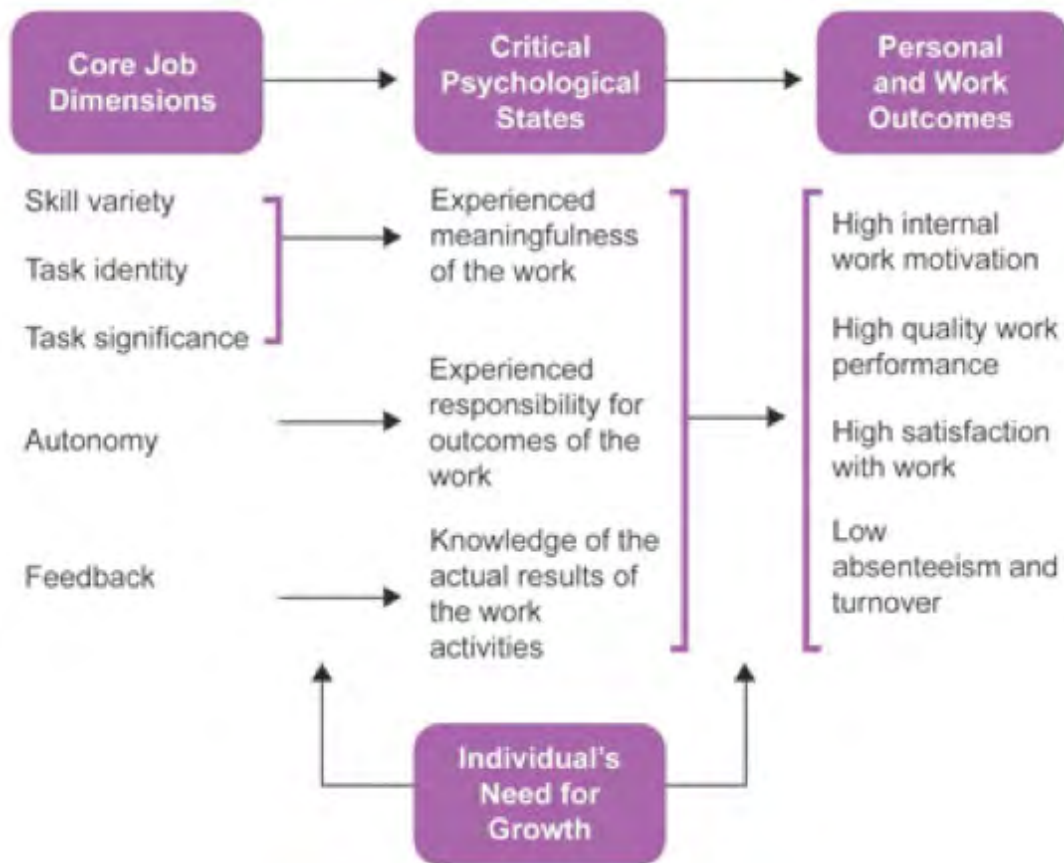 Core Job
Dimensions
Critical
Psychological
States
Personal
and Work
Outcomes
Skill variety
Task identity
Task significance
Autonomy
Feedback
Experienced
meaningfulness
of the work
Experienced
responsibility for
outcomes of the
work
Knowledge of the
actual results of
the work
activities
High internal
work motivation
High quality work
performance
High satisfaction
with work
Low
absenteeism and
turnover
Individual's
Need for
Growth